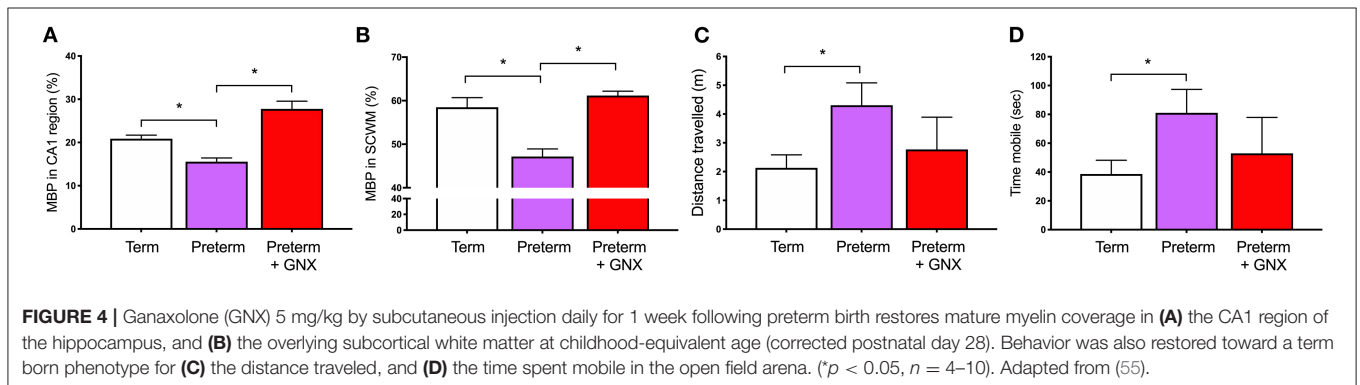 A
MBP in CA1 region (%)
40
30
20
10
0
*
*
Term
Preterm
Preterm
+ GNX
B
MBP in SCWM (%)
70
60
50
40
40
20
0
*
*
Term
Preterm
Preterm
+ GNX
C
Distance travelled (m)
6
5
4
3
2
1
0
*
Term
Preterm
Preterm
+ GNX
D
Time mobile (sec)
120
100
80
60
40
20
0
*
Term
Preterm
Preterm
+ GNX
FIGURE 4 | Ganaxolone (GNX) 5 mg/kg by subcutaneous injection daily for 1 week following preterm birth restores mature myelin coverage in (A) the CA1 region of
the hippocampus, and (B) the overlying subcortical white matter at childhood-equivalent age (corrected postnatal day 28). Behavior was also restored toward a term
born phenotype for (C) the distance traveled, and (D) the time spent mobile in the open field arena. (*p < 0.05, n = 4–10). Adapted from (55).